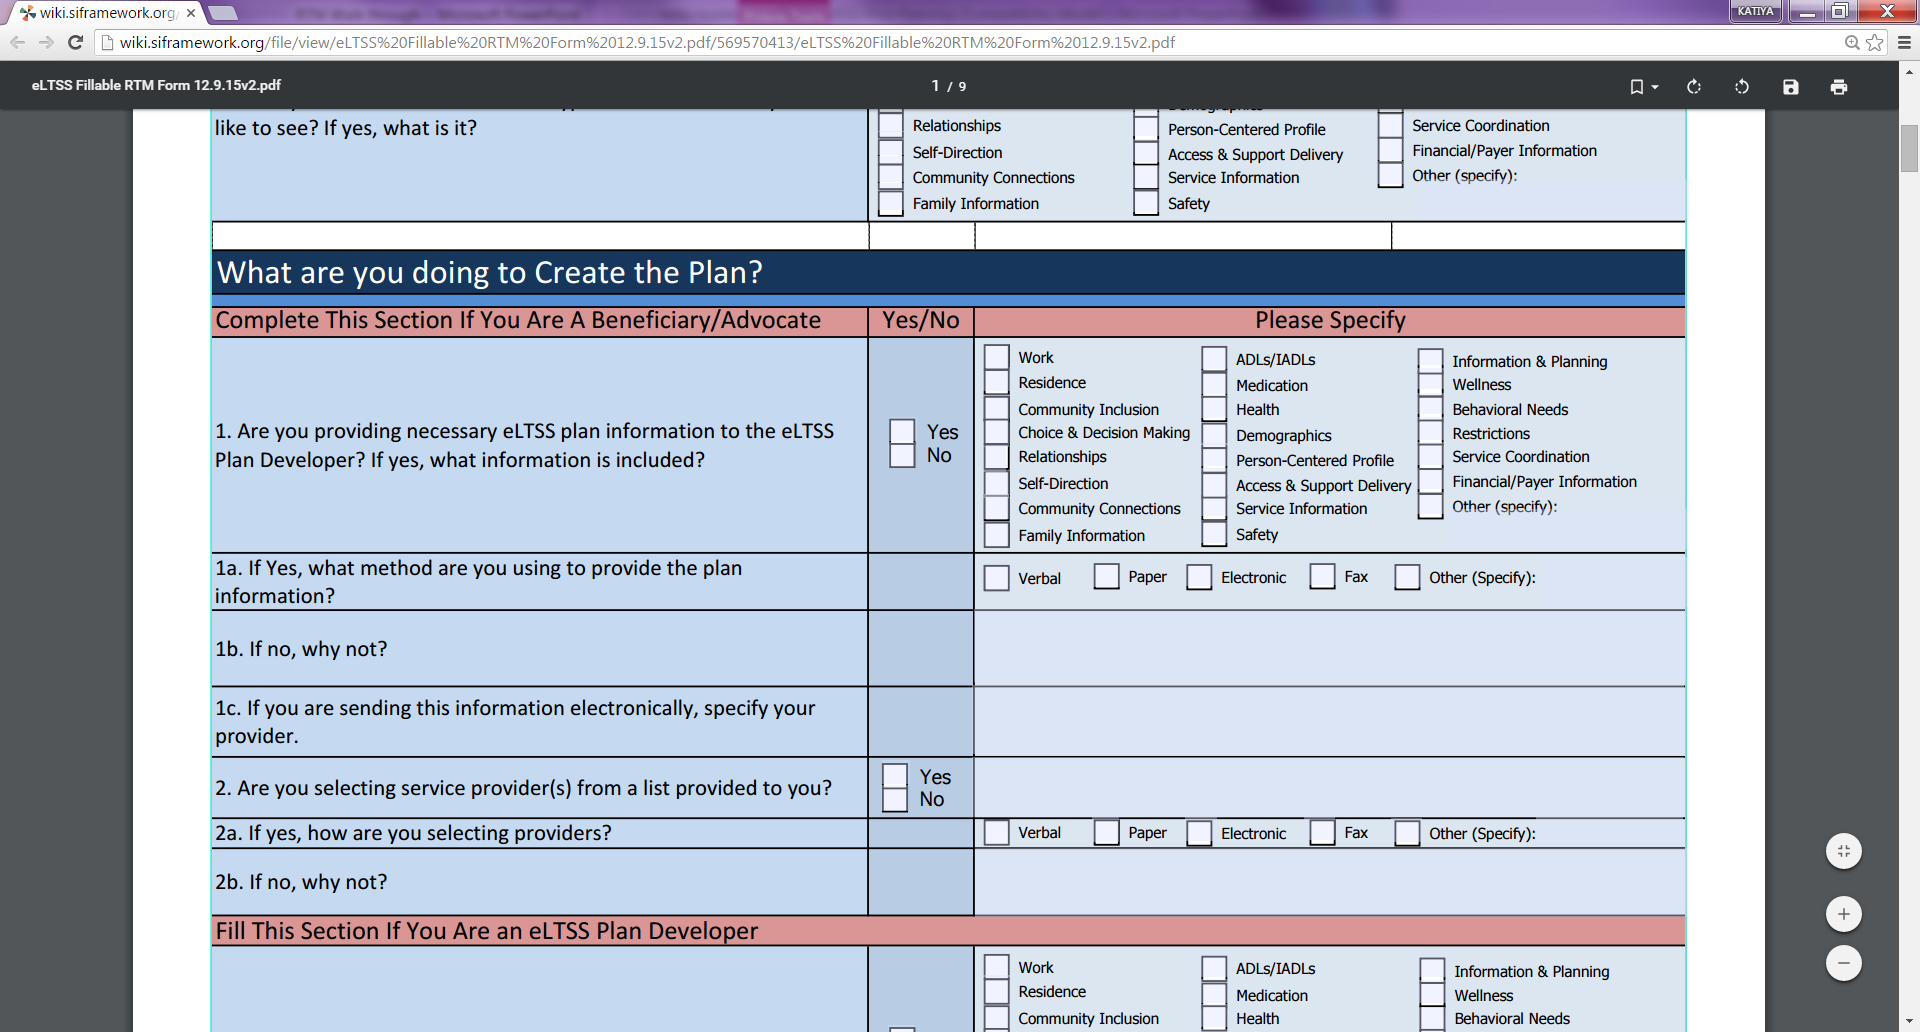 wiki.siframework.org/
KATIYA
wiki.siframework.org/file/view/eLTSS%20Fillable%20RTM%20Form%2012.9.15v2.pdf/569570413/eLTSS%20Fillable%20RTM%20Form%2012.9.15v2.pdf
eLTSS Fillable RTM Form 12.9.15v2.pdf
1 / 9
like to see? If yes, what is it?
Demographics
Relationships
Person-Centered Profile
Service Coordination
Self-Direction
Access & Support Delivery
Financial/Payer Information
Community Connections
Service Information
Other (specify):
Family Information
Safety
What are you doing to Create the Plan?
Complete This Section If You Are A Beneficiary/Advocate
Yes/No
Please Specify
1. Are you providing necessary eLTSS plan information to the eLTSS
Plan Developer? If yes, what information is included?
Yes
No
Work
Residence
Community Inclusion
Choice & Decision Making
Relationships
Self-Direction
Community Connections
Family Information
ADLs/IADLs
Medication
Health
Demographics
Person-Centered Profile
Access & Support Delivery
Service Information
Safety
Information & Planning
Wellness
Behavioral Needs
Restrictions
Service Coordination
Financial/Payer Information
Other (specify):
1a. If Yes, what method are you using to provide the plan
information?
Verbal
Paper
Electronic
Fax
Other (Specify):
1b. If no, why not?
1c. If you are sending this information electronically, specify your
provider.
2. Are you selecting service provider(s) from a list provided to you?
Yes
No
2a. If yes, how are you selecting providers?
Verbal
Paper
Electronic
Fax
Other (Specify):
2b. If no, why not?
Fill This Section If You Are an eLTSS Plan Developer
Work
Residence
Community Inclusion
ADLs/IADLs
Medication
Health
Information & Planning
Wellness
Behavioral Needs